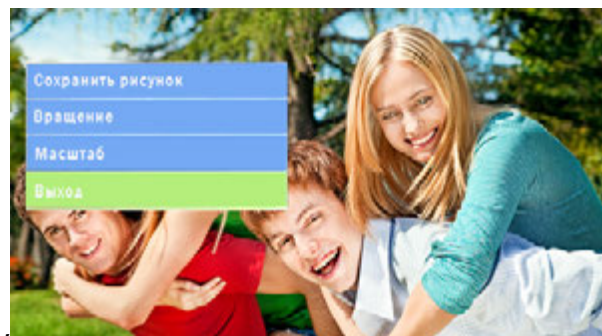 Сохранить рисунок
Вращение
Масштаб
Выход